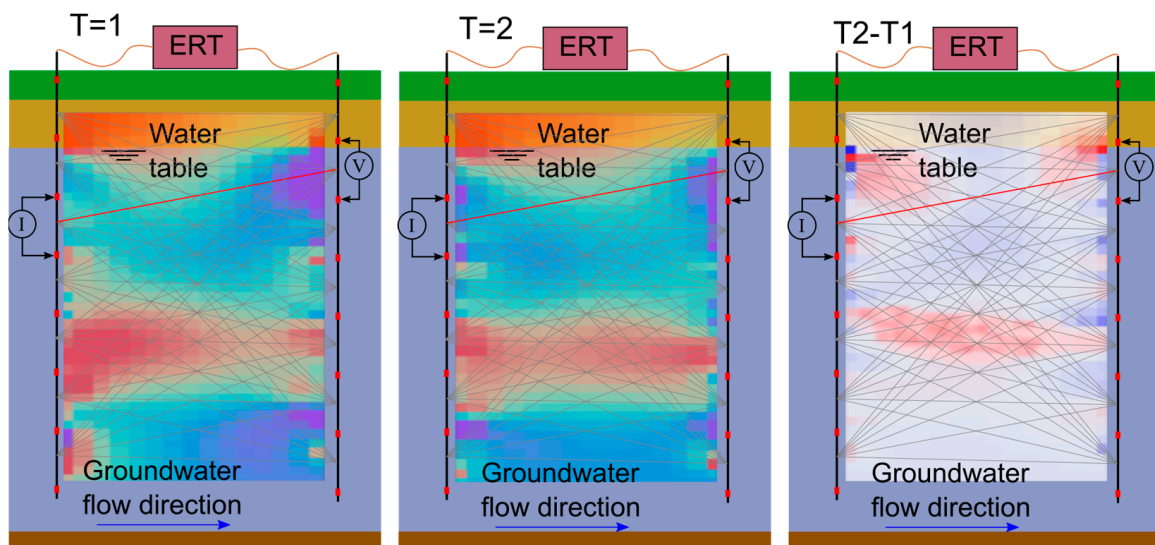 T=1
ERT
Water
table
I
V
Groundwater
flow direction
T=2
ERT
Water
table
I
V
Groundwater
flow direction
T2-T1
ERT
Water
table
I
V
Groundwater
flow direction